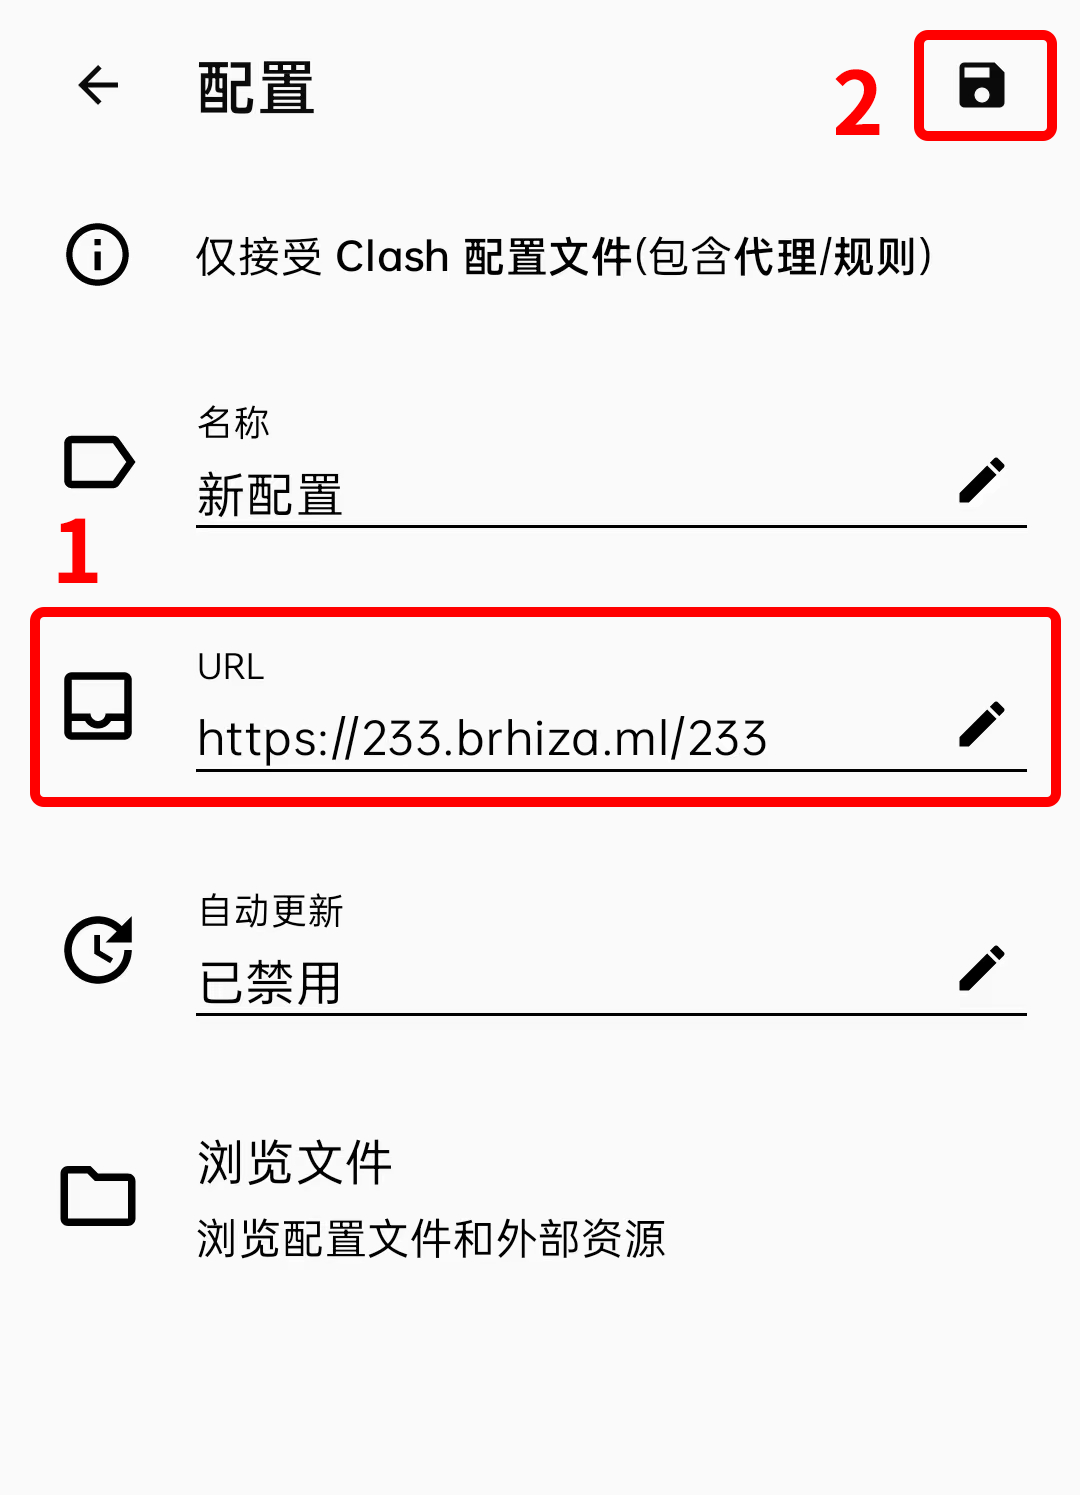 配置
2
仅接受 Clash 配置文件(包含代理/规则)
名称
新配置
1
URL
https://233.brhiza.ml/233
自动更新
已禁用
浏览文件
浏览配置文件和外部资源